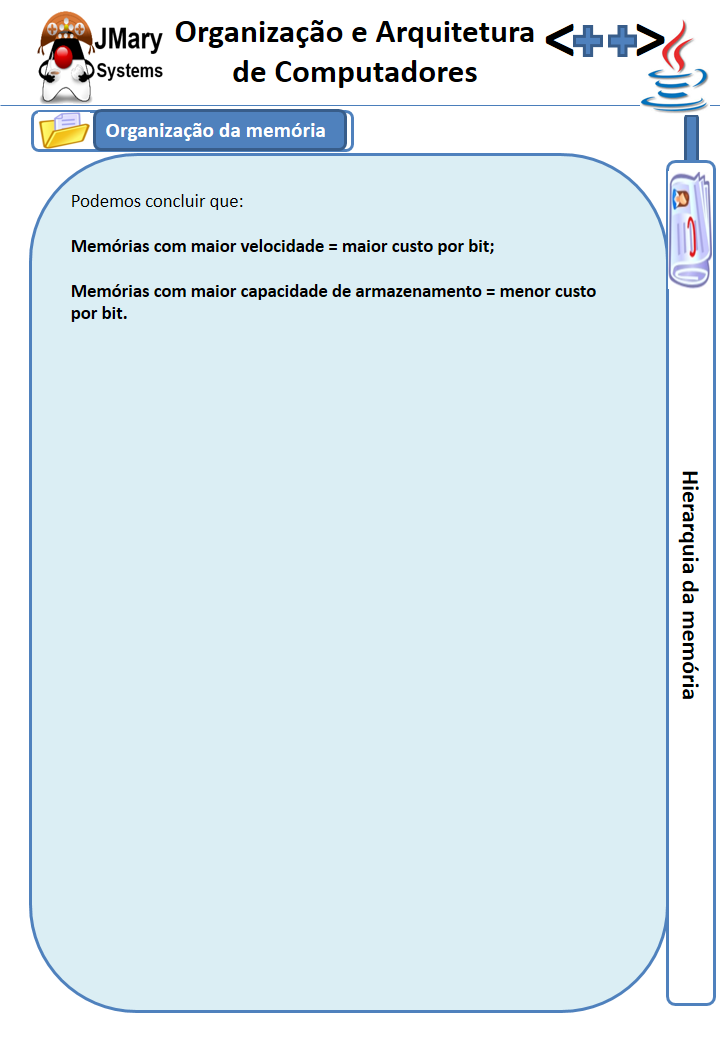 JMary
Systems
Organização e Arquitetura
de Computadores
<++>
Organização da memória
Podemos concluir que:
Memórias com maior velocidade = maior custo por bit;
Memórias com maior capacidade de armazenamento = menor custo
por bit.
Hierarquia da memória